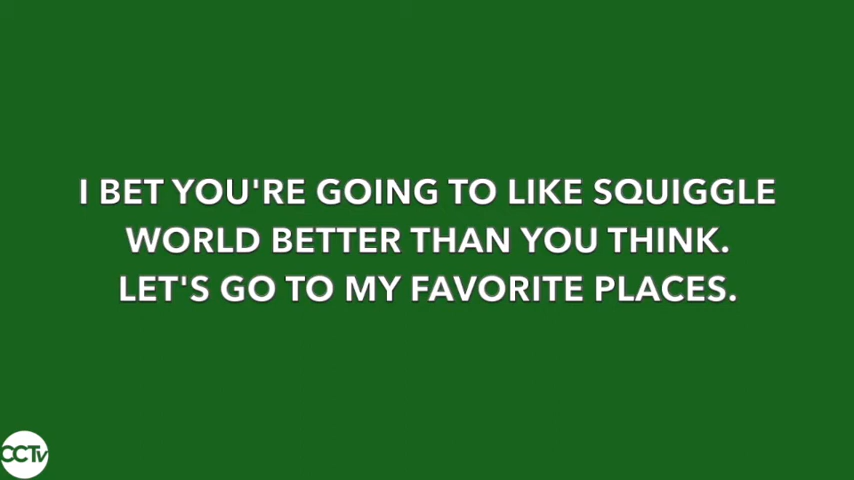 I BET YOU'RE GOING TO LIKE SQUIGGLE
WORLD BETTER THAN YOU THINK.
LET'S GO TO MY FAVORITE PLACES.
CCTv